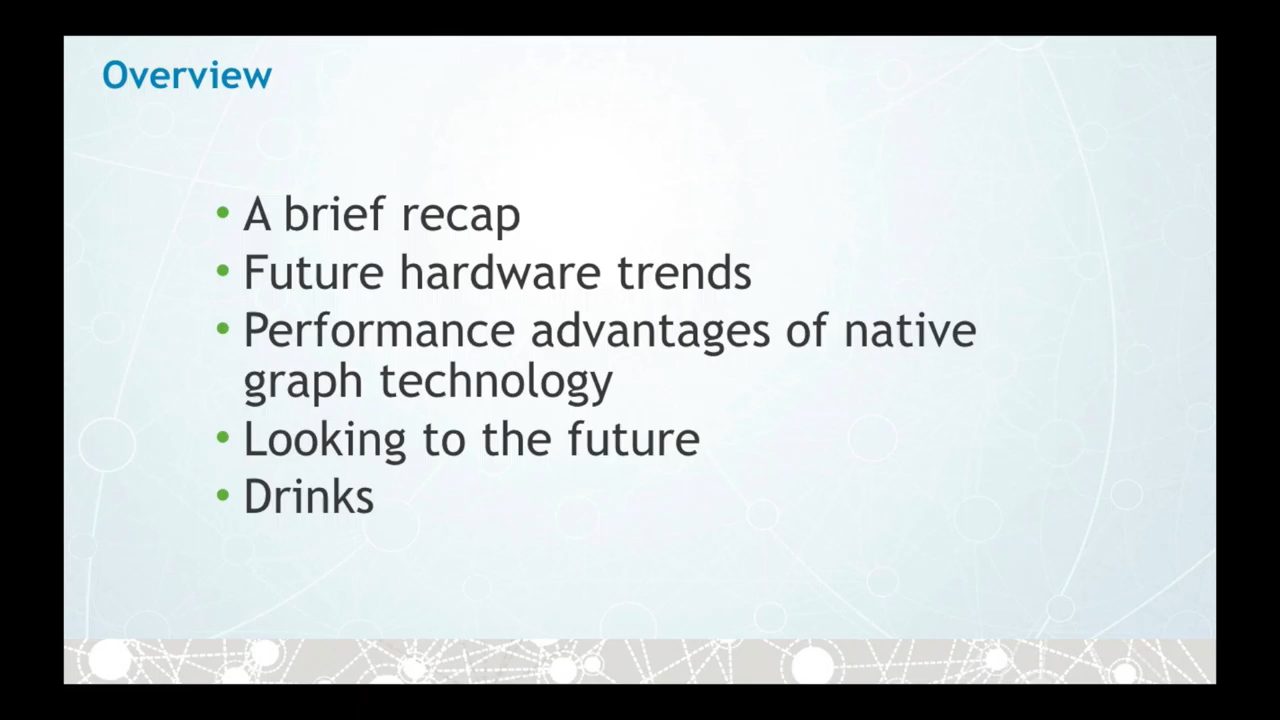 Overview
• A brief recap
• Future hardware trends
• Performance advantages of native
graph technology
• Looking to the future
• Drinks